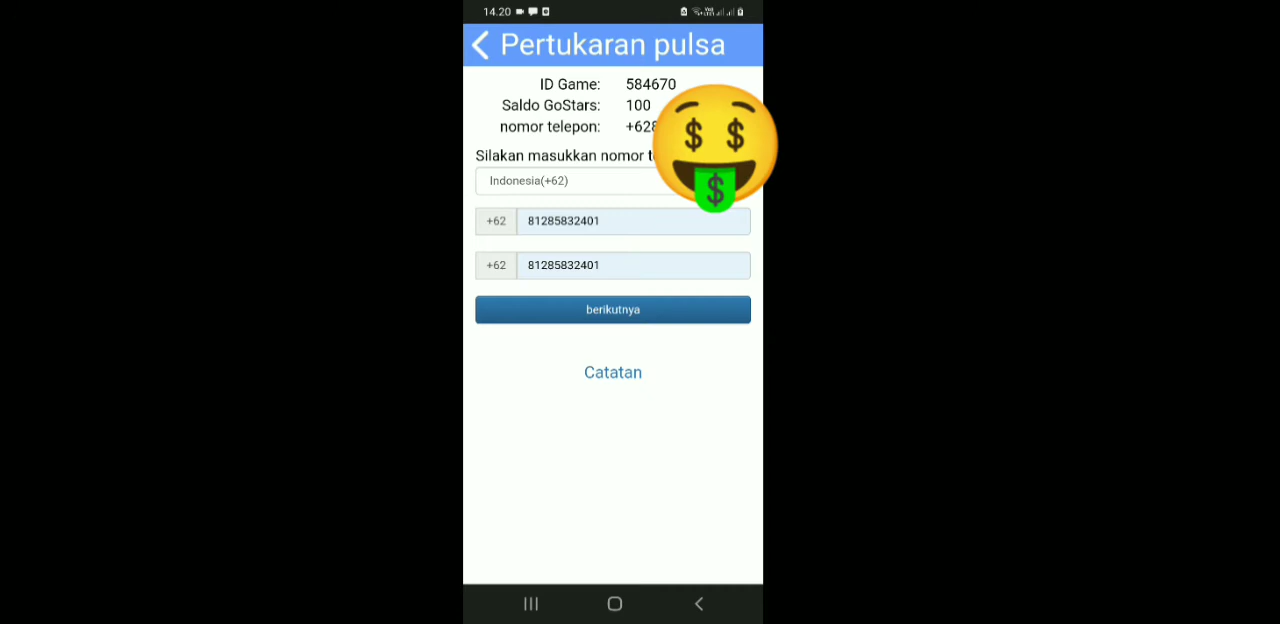 14.20
Pertukaran pulsa
ID Game: 584670
Saldo GoStars: 100
nomor telepon: +628
Silakan masukkan nomor
Indonesia(+62)
+62 81285832401
+62 81285832401
berikutnya
Catatan